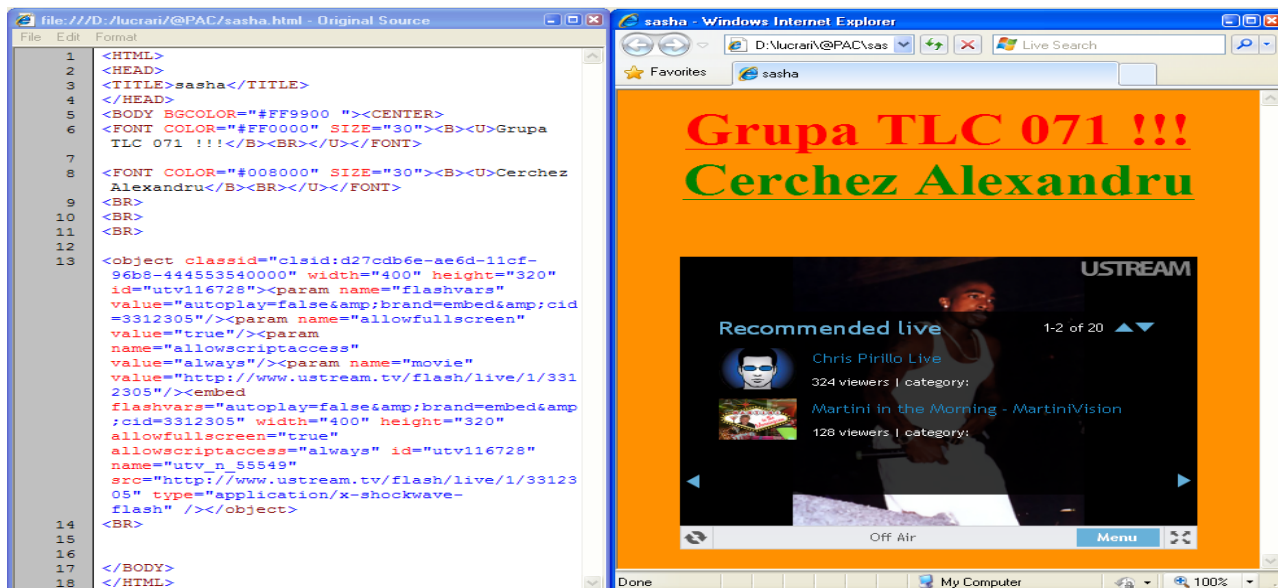 file:///D:/lucrari/@PAC/sasha.html - Original Source
File Edit Format
1 <HTML>
2 <HEAD>
3 <TITLE>sasha</TITLE>
4 </HEAD>
5 <BODY BGCOLOR="#FF9900 "><CENTER>
6 <FONT COLOR="#FF0000" SIZE="30"><B><U>Grupa
TLC 071 !!!</B><BR></U></FONT>
7
8 <FONT COLOR="#008000" SIZE="30"><B><U>Cerchez
Alexandru</B><BR></U></FONT>
9 <BR>
10 <BR>
11 <BR>
12
13 <object classid="clsid:d27cdb6e-ae6d-11cf-
96b8-444553540000" width="400" height="320"
id="utv116728"><param name="flashvars"
value="autoplay=false&amp;brand=embed&amp;cid
=3312305"/><param name="allowfullscreen"
value="true"/><param
name="allowscriptaccess"
value="always"/><param name="movie"
value="http://www.ustream.tv/flash/live/1/331
2305"/><embed
flashvars="autoplay=false&amp;brand=embed&amp
;cid=3312305" width="400" height="320"
allowfullscreen="true"
allowscriptaccess="always" id="utv116728"
name="utv_n_55549"
src="http://www.ustream.tv/flash/live/1/33123
05" type="application/x-shockwave-
flash" /></object>
14 <BR>
15
16
17 </BODY>
18 </HTML>
sasha - Windows Internet Explorer
D:\lucrari\@PAC\sas
Live Search
Favorites
sasha
Grupa TLC 071 !!!
Cerchez Alexandru
USTREAM
Recommended live 1-2 of 20
Chris Pirillo Live
324 viewers | category:
Martini in the Morning - MartiniVision
128 viewers | category:
Off Air
Menu
Done
My Computer
100%